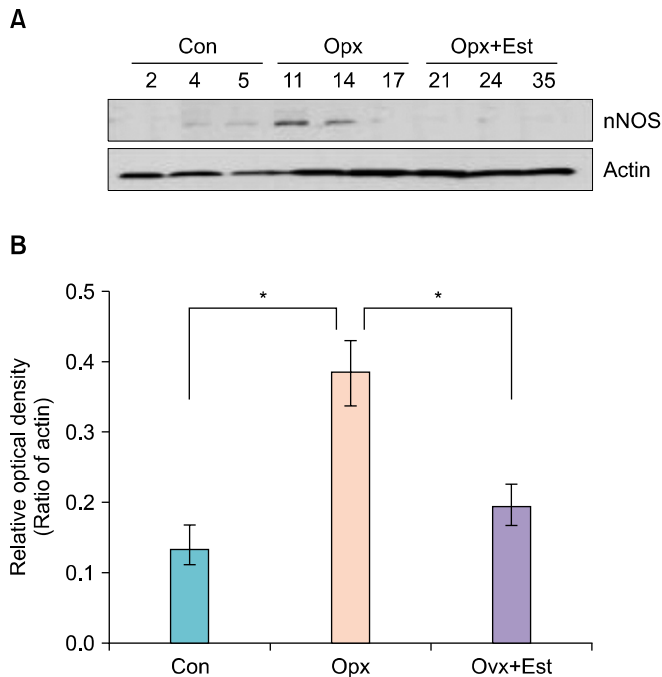 A
Con Opx Opx+Est
2 4 5 11 14 17 21 24 35
nNOS
Actin
B
Relative optical density
(Ratio of actin)
0.5
0.4
0.3
0.2
0.1
0.0
* *
Con Opx Ovx+Est